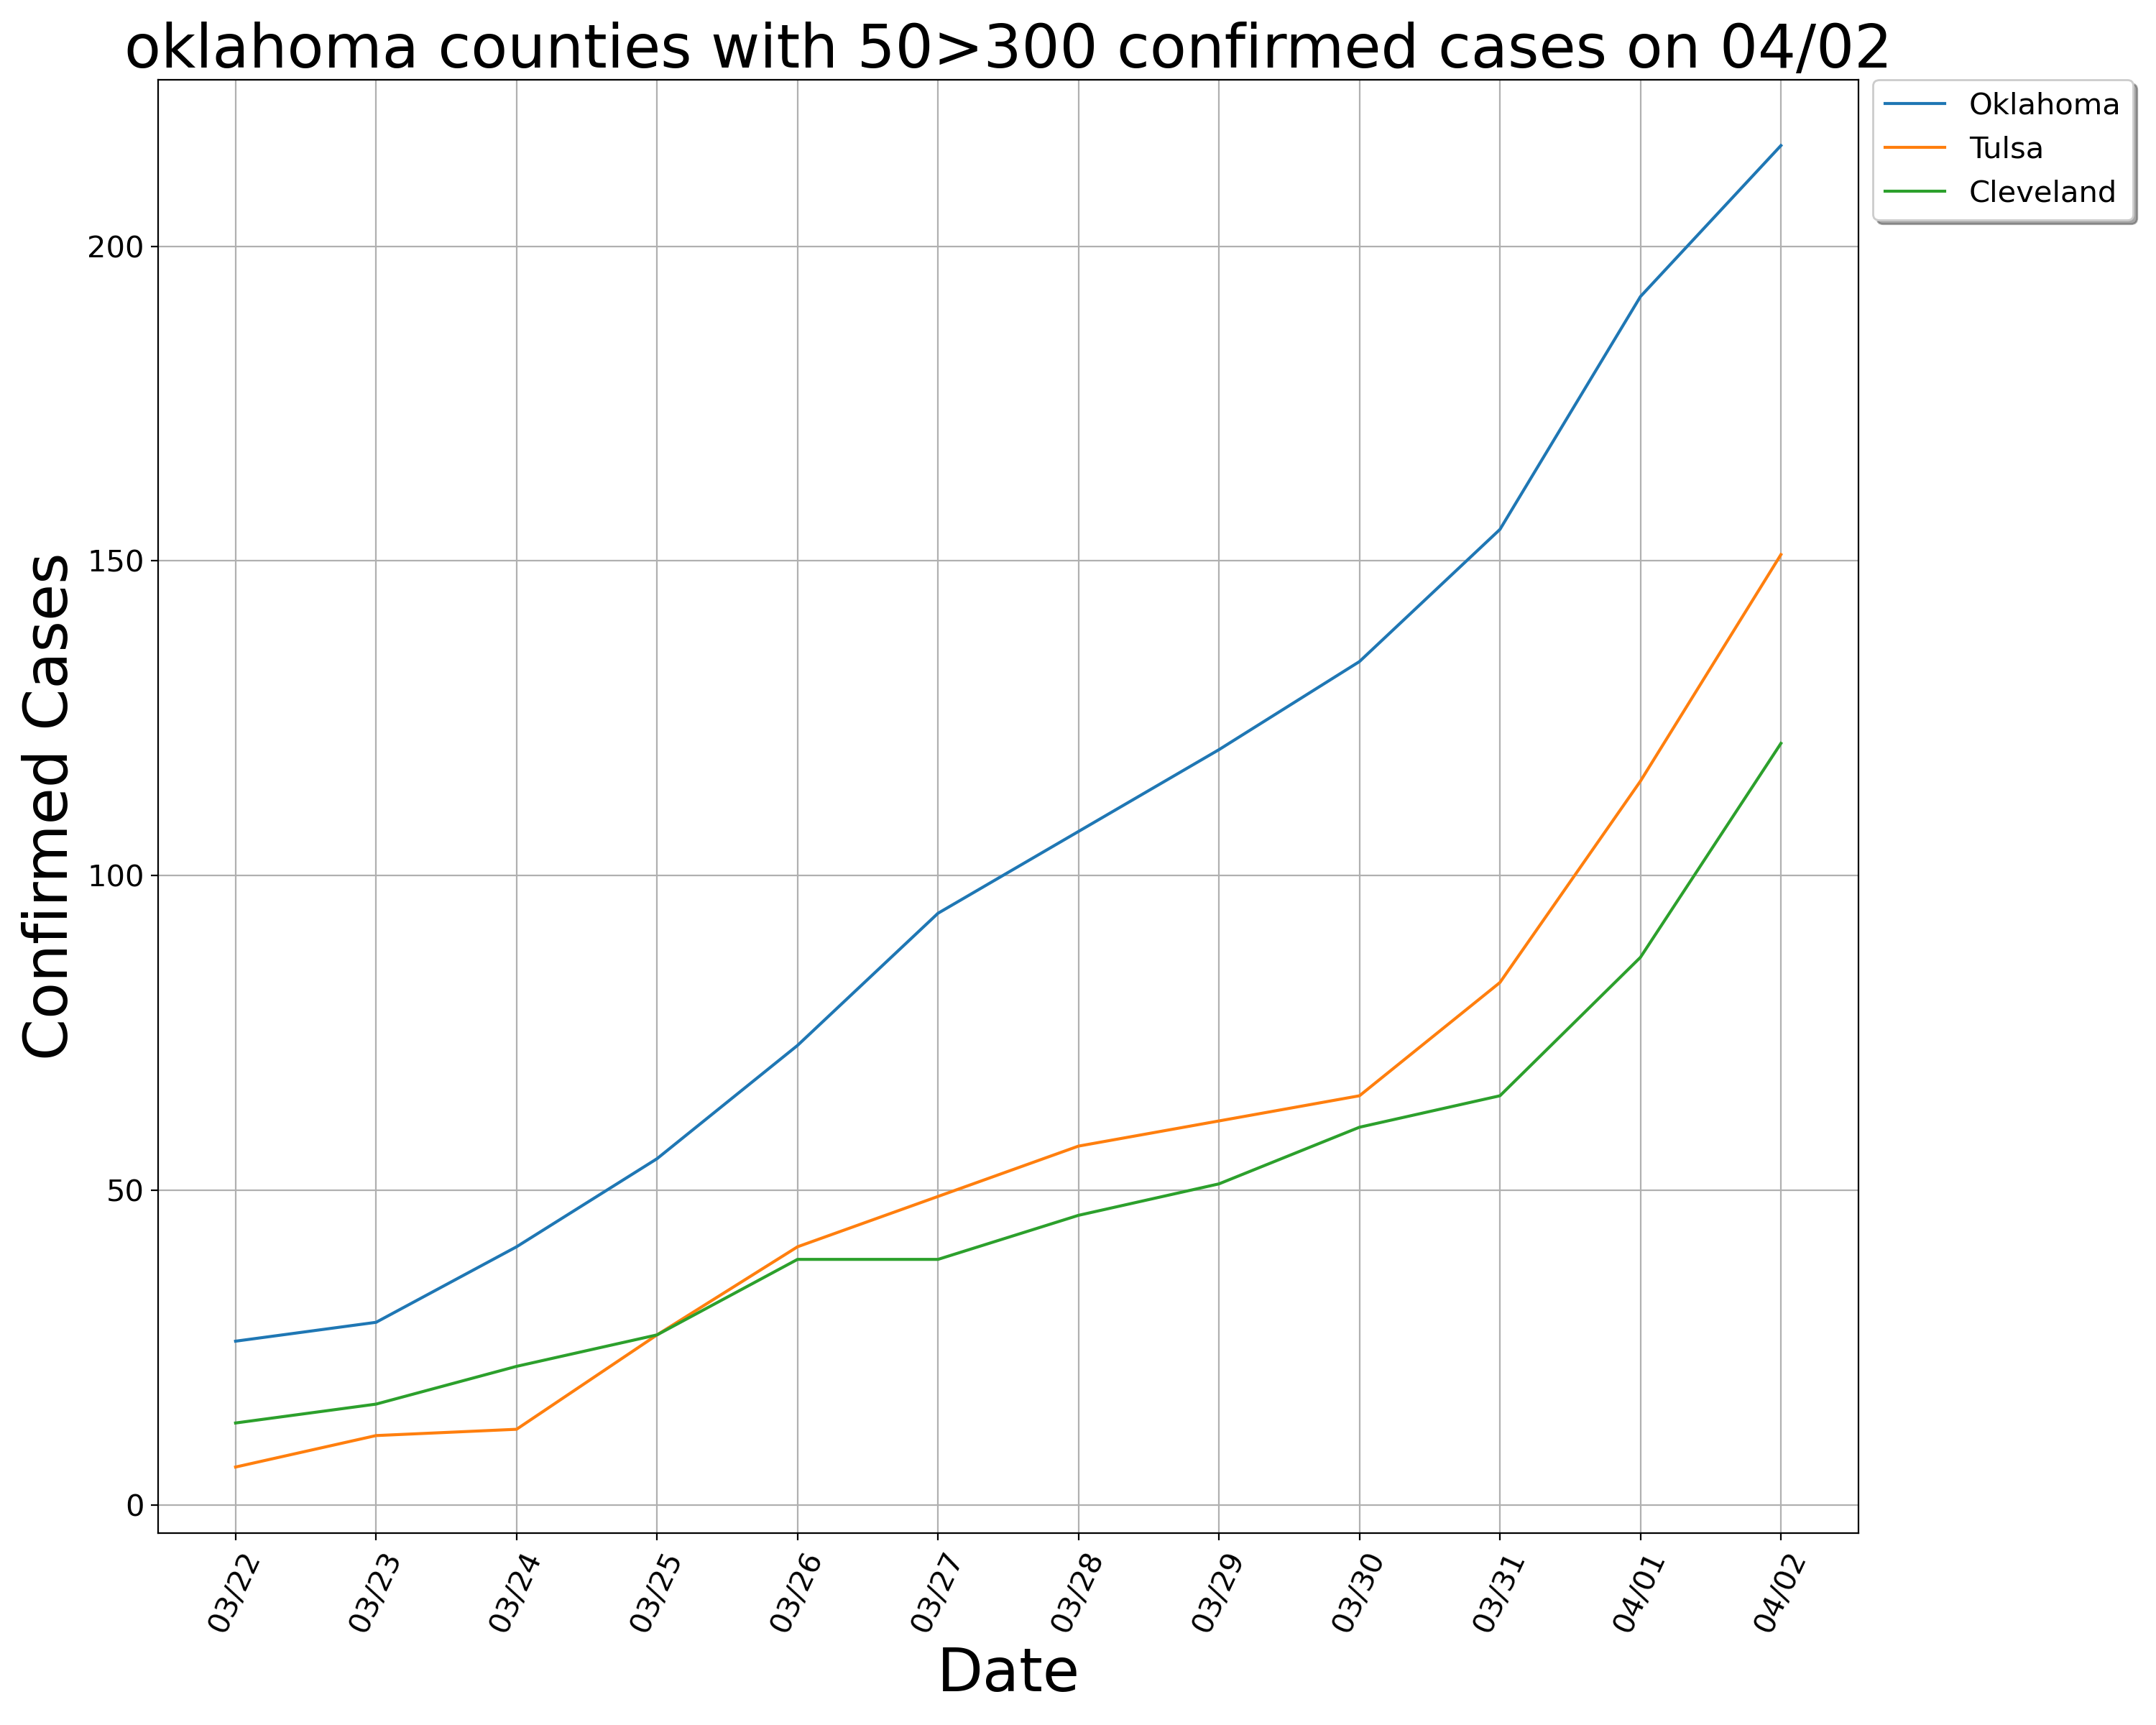 oklahoma counties with 50>300 confirmed cases on 04/02
Oklahoma
Tulsa
Cleveland
Confirmed Cases
200
150
100
50
0
03/22
03/23
03/24
03/25
03/26
03/27
03/28
03/29
03/30
03/31
04/01
04/02
Date